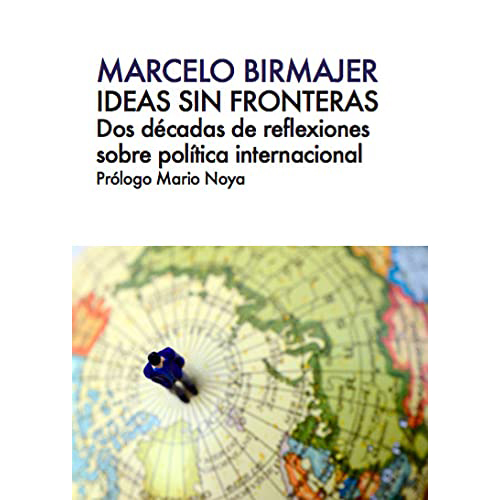 MARCELO BIRMAJER
IDEAS SIN FRONTERAS
Dos décadas de reflexiones
sobre política internacional
Prólogo Mario Noya